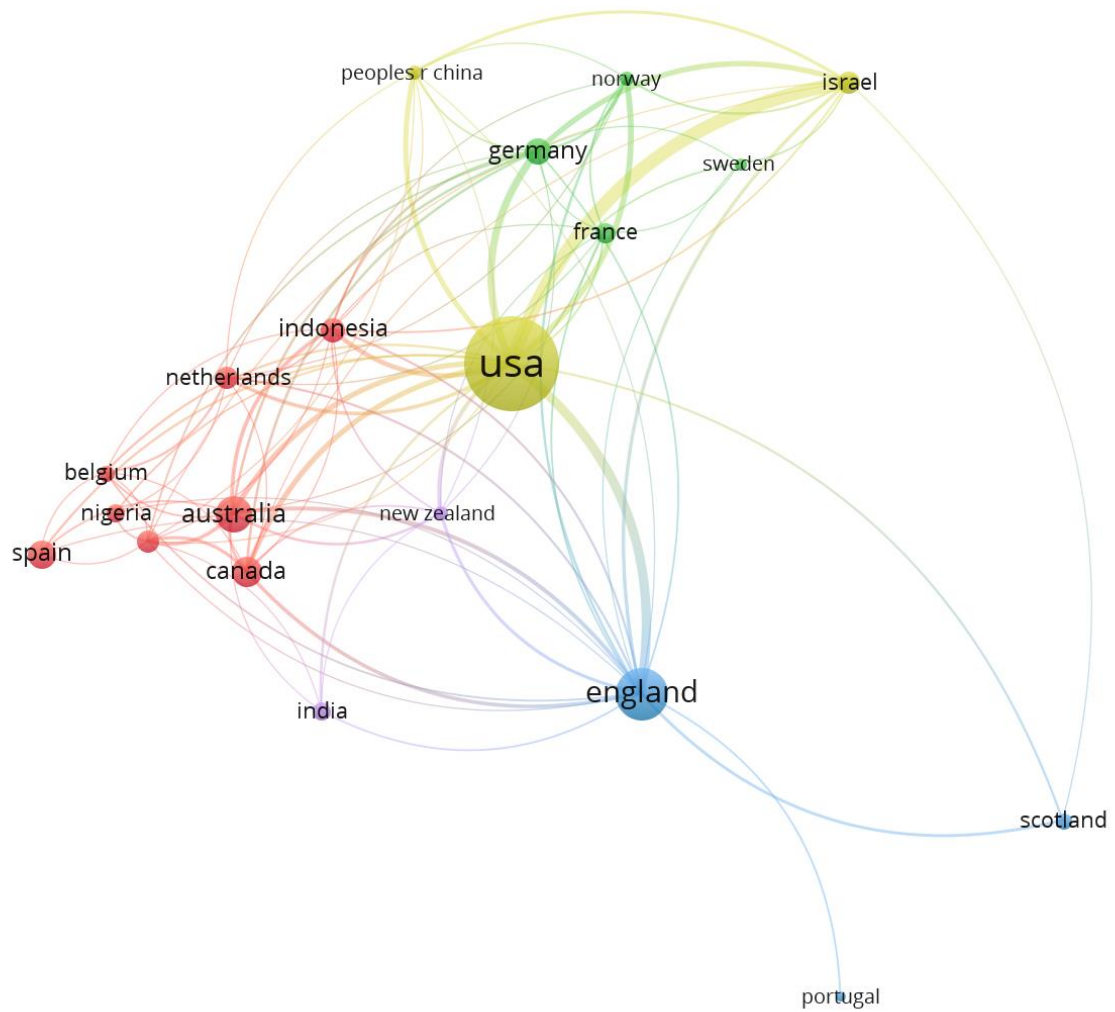 peoples r china
norway
israel
germany
sweden
france
indonesia
usa
netherlands
belgium
nigeria
australia
new zealand
spain
canada
england
india
scotland
portugal